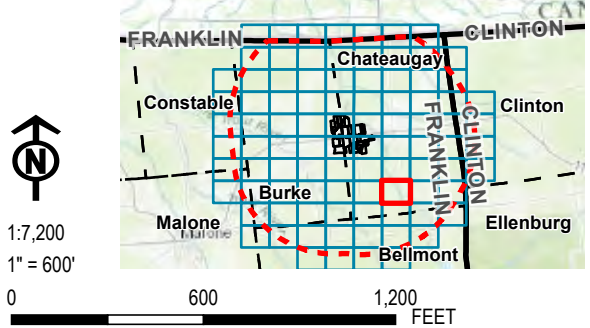 CAN
FRANKLIN
CLINTON
Chateaugay
Constable
Clinton
FRANKLIN
CLINTON
N
Burke
1:7,200
Malone
Malone
Ellenburg
1" = 600'
Bellmont
0 600 1,200
FEET